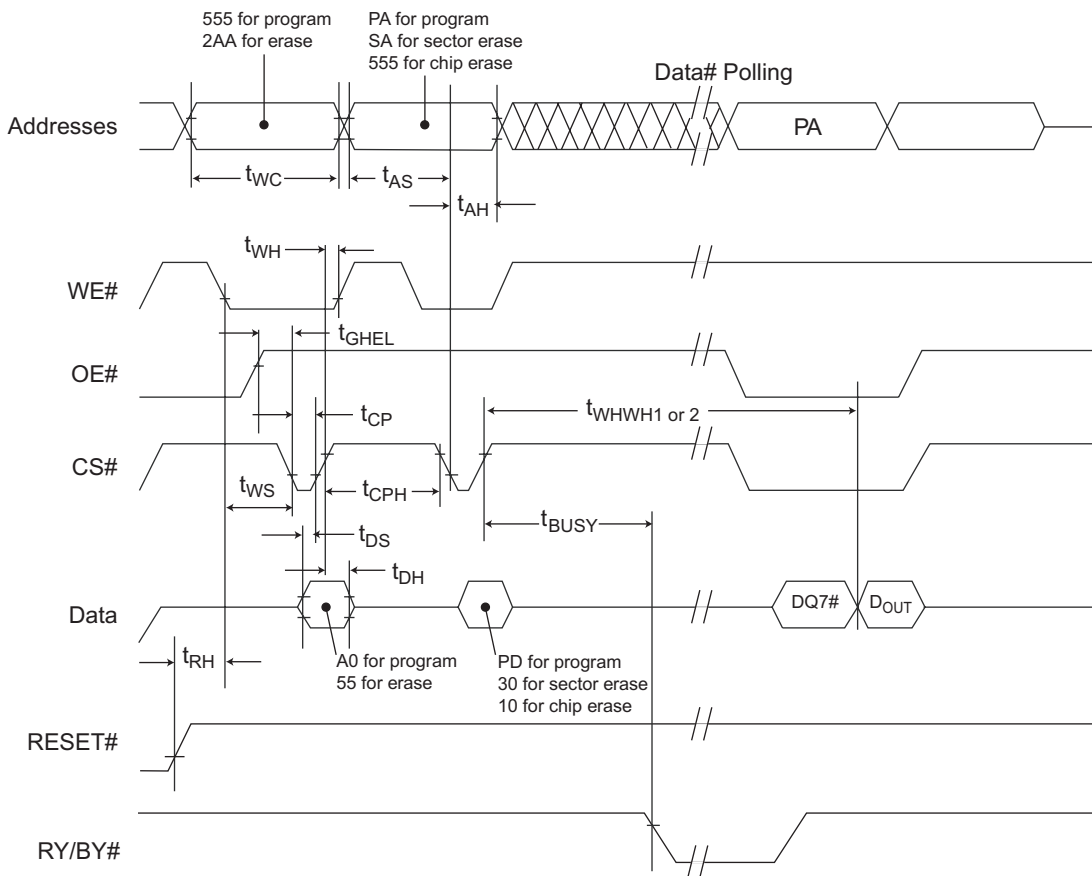 555 for program
2AA for erase
PA for program
SA for sector erase
555 for chip erase
Data# Polling
Addresses
PA
tWC
tAS
tAH
tWH
WE#
tGHEL
OE#
tWHWH1 or 2
tCP
CS#
tWS
tCPH
tBUSY
tDS
tDH
Data
DQ7#
DOUT
tRH
A0 for program
55 for erase
PD for program
30 for sector erase
10 for chip erase
RESET#
RY/BY#